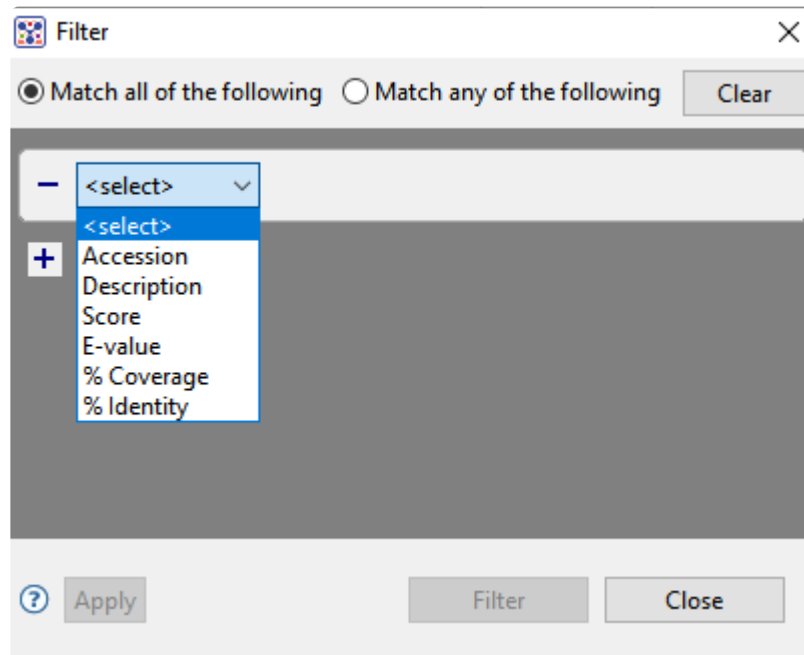 Filter
Match all of the following Match any of the following Clear
<select>
<select>
Accession
Description
Score
E-value
% Coverage
% Identity
Apply Filter Close